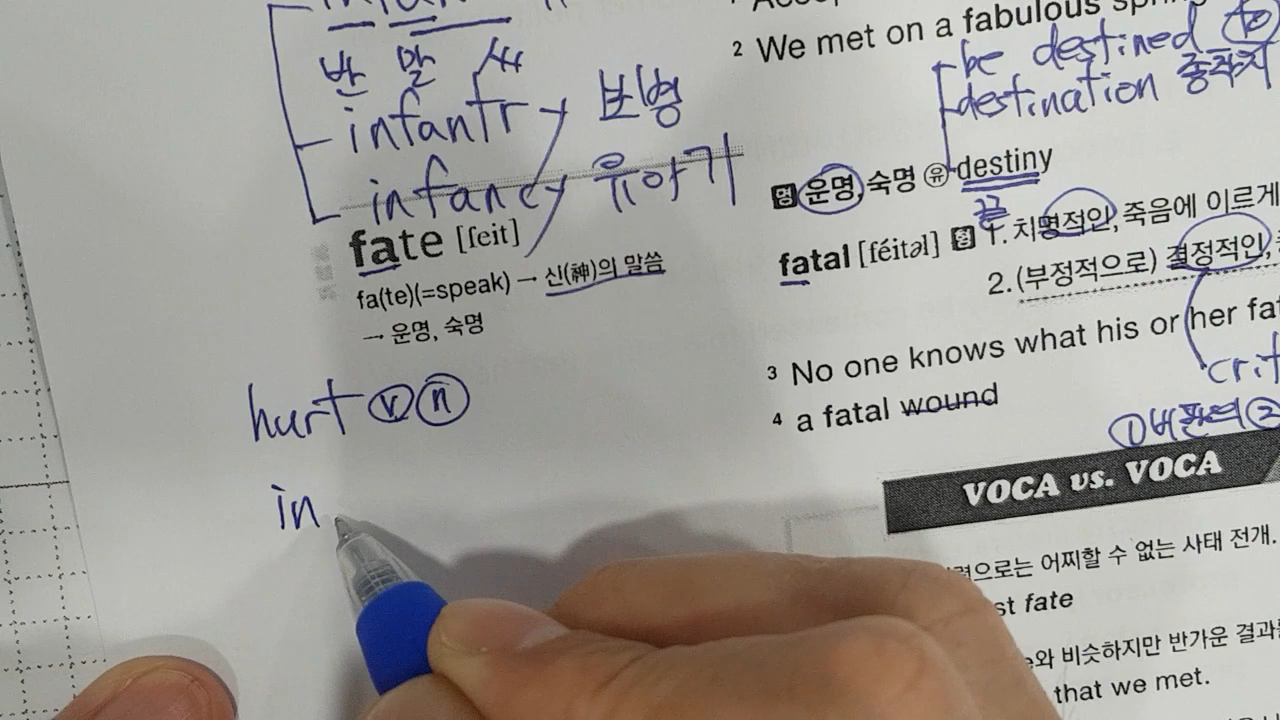 반 말 씨
infantry 보병
infancy 유아기
fate [feit]
fa(te)(=speak) → 신(神)의 말씀
→ 운명, 숙명
hurt ⓥ ⓝ
in
2 We met on a fabulous
be destined to
destination 종착지
명 운명, 숙명 유 destiny
fatal [féitəl] 형 1. 치명적인, 죽음에 이르게
2. (부정적으로) 결정적인,
3 No one knows what his or her
4 a fatal wound
VOCA vs. VOCA
으로는 어찌할 수 없는 사태 전개.
fate
와 비슷하지만 반가운
that we met.